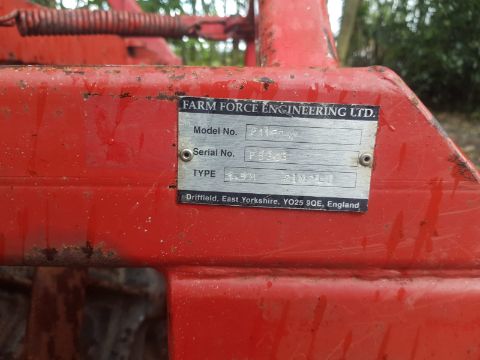 FARM FORCE ENGINEERING LTD.
Model No.
Serial No.
TYPE
Driffield, East Yorkshire, YO25 9QE, England